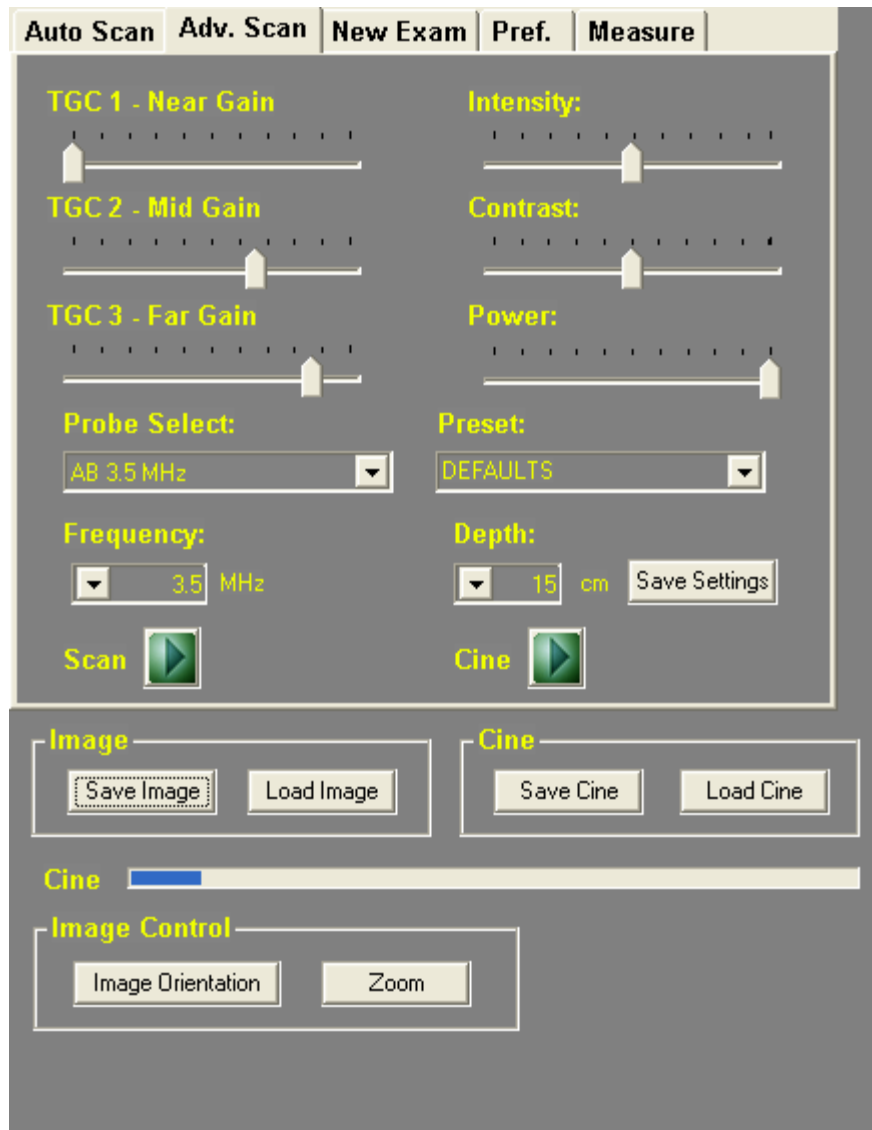 Auto Scan Adv. Scan New Exam Pref. Measure
TGC 1 - Near Gain Intensity:
TGC 2 - Mid Gain Contrast:
TGC 3 - Far Gain Power:
Probe Select: Preset:
AB 3.5 MHz DEFAULTS
Frequency: Depth:
3.5 MHz 15 cm Save Settings
Scan Cine
Image Cine
Save Image Load Image Save Cine Load Cine
Cine
Image Control
Image Orientation Zoom